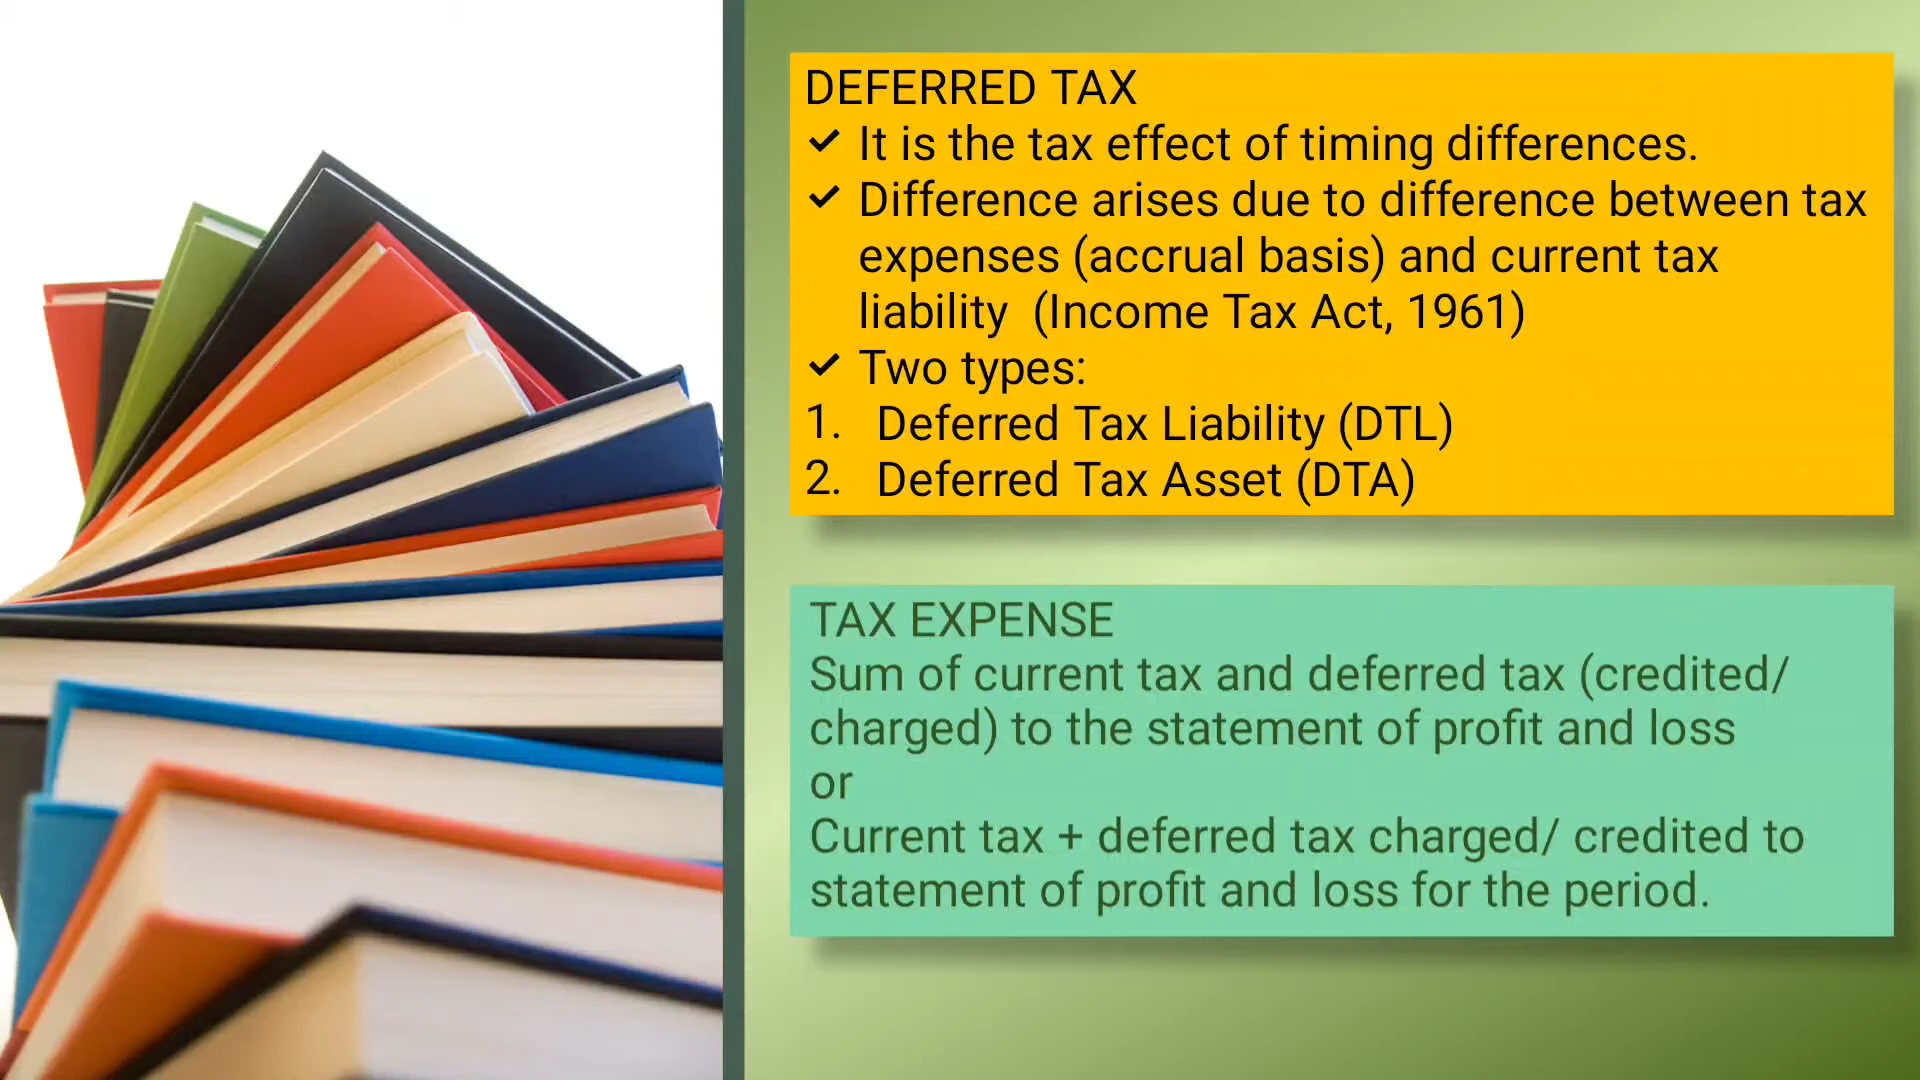 DEFERRED TAX
✓ It is the tax effect of timing differences.
✓ Difference arises due to difference between tax
expenses (accrual basis) and current tax
liability (Income Tax Act, 1961)
✓ Two types:
1. Deferred Tax Liability (DTL)
2. Deferred Tax Asset (DTA)
TAX EXPENSE
Sum of current tax and deferred tax (credited/
charged) to the statement of profit and loss
or
Current tax + deferred tax charged/ credited to
statement of profit and loss for the period.